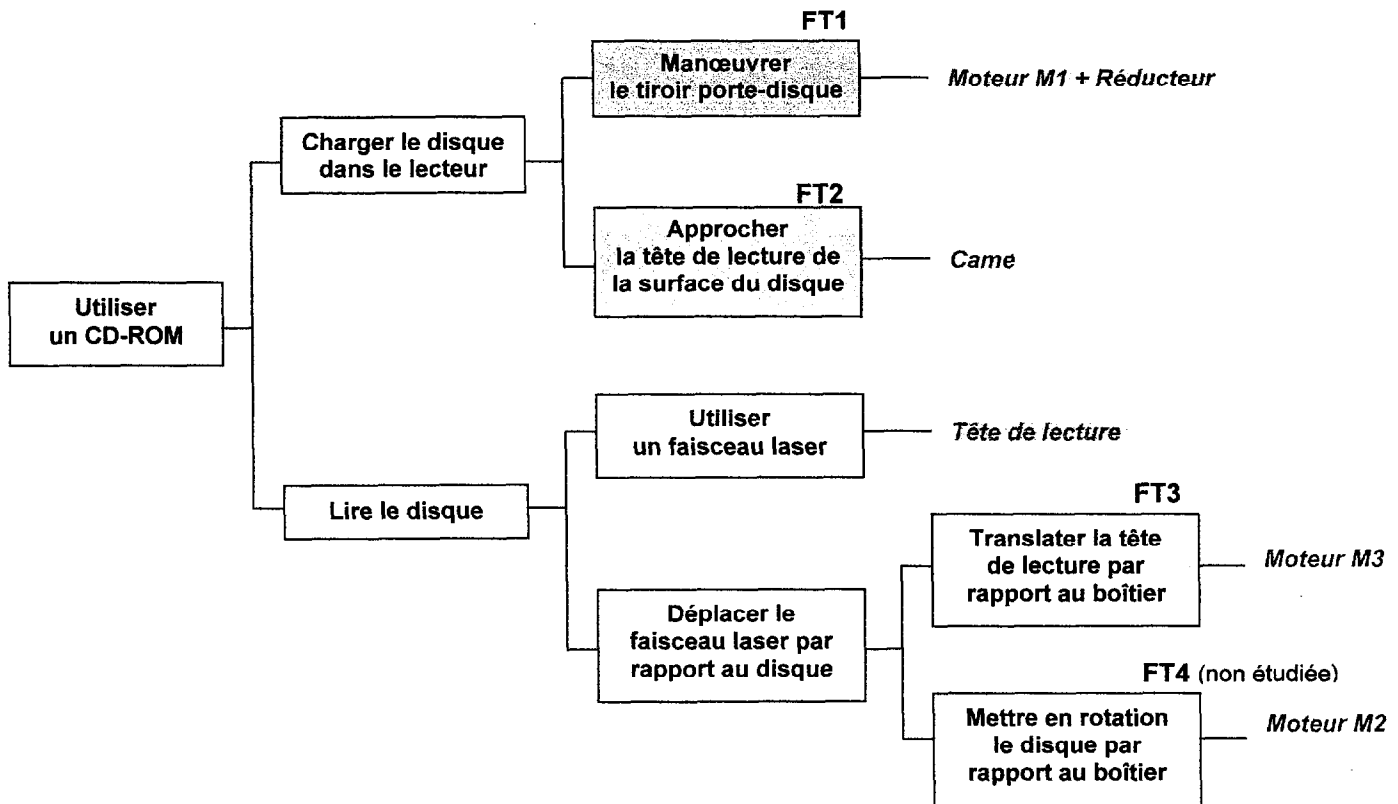 FT1
Manœuvrer
le tiroir porte-disque
Moteur M1 + Réducteur
Charger le disque
dans le lecteur
FT2
Approcher
la tête de lecture de
la surface du disque
Came
Utiliser
un CD-ROM
Utiliser
un faisceau laser
Tête de lecture
Lire le disque
FT3
Translater la tête
de lecture par
rapport au boîtier
Moteur M3
Déplacer le
faisceau laser par
rapport au disque
FT4 (non étudiée)
Mettre en rotation
le disque par
rapport au boîtier
Moteur M2